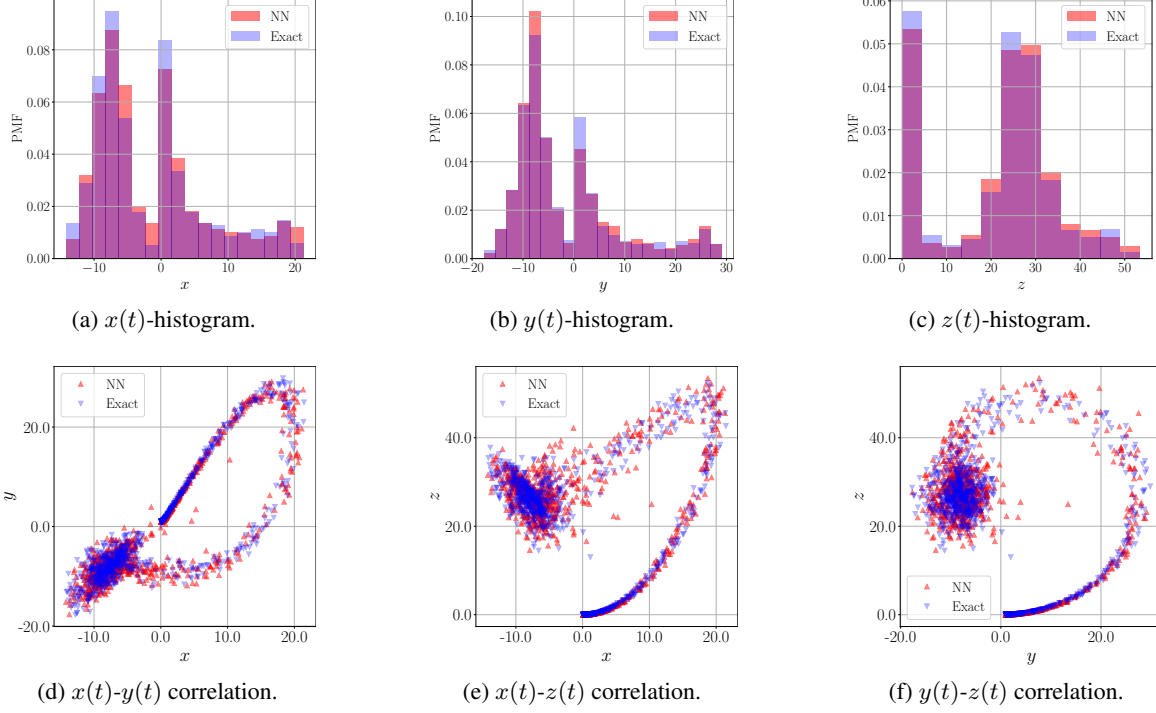 NN
Exact
PMF
0.08
0.06
0.04
0.02
0.00
−10
0
10
20
x
(a) x(t)-histogram.
NN
Exact
PMF
0.10
0.08
0.06
0.04
0.02
0.00
−20
−10
0
10
20
30
y
(b) y(t)-histogram.
NN
Exact
PMF
0.06
0.05
0.04
0.03
0.02
0.01
0.00
0
10
20
30
40
50
z
(c) z(t)-histogram.
NN
Exact
y
20.0
0.0
-20.0
-10.0
0.0
10.0
20.0
x
(d) x(t)-y(t) correlation.
NN
Exact
z
40.0
20.0
0.0
-10.0
0.0
10.0
20.0
x
(e) x(t)-z(t) correlation.
NN
Exact
z
40.0
20.0
0.0
-20.0
0.0
20.0
y
(f) y(t)-z(t) correlation.